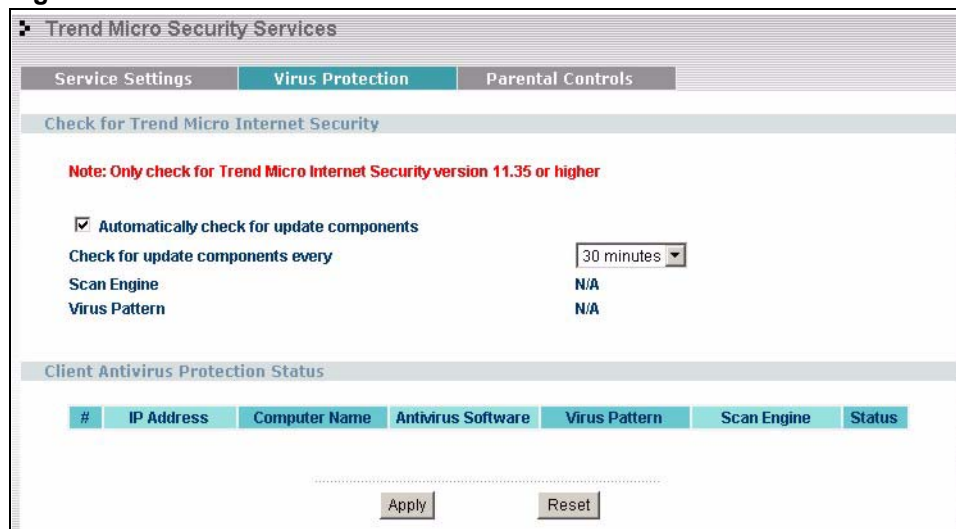 Trend Micro Security Services
Service Settings Virus Protection Parental Controls
Check for Trend Micro Internet Security
Note: Only check for Trend Micro Internet Security version 11.35 or higher
Automatically check for update components
Check for update components every 30 minutes
Scan Engine N/A
Virus Pattern N/A
Client Antivirus Protection Status
# IP Address Computer Name Antivirus Software Virus Pattern Scan Engine Status
Apply Reset